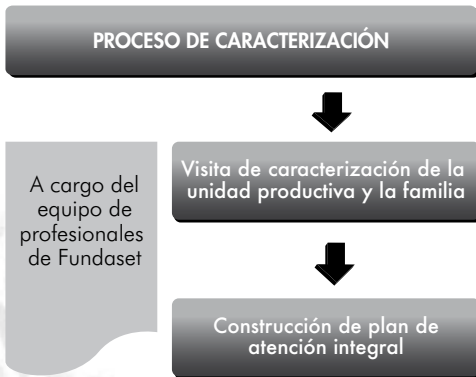 PROCESO DE CARACTERIZACIÓN
A cargo del
equipo de
profesionales
de Fundaset
Visita de caracterización de la
unidad productiva y la familia
Construcción de plan de
atención integral